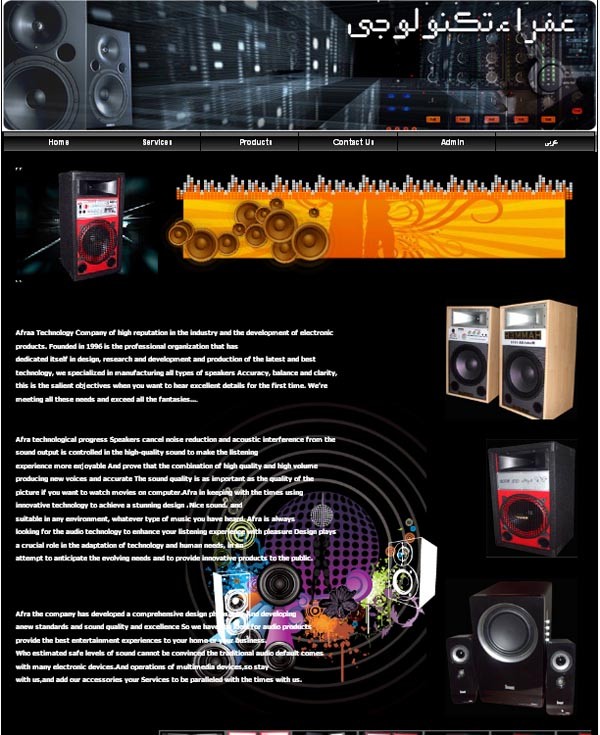 عفراء تكنولوجى
Home Services Products Contact Us Admin عربى
Afraa Technology Company of high reputation in the industry and the development of electronic
products. Founded in 1996 is the professional organization that has
dedicated itself in design, research and development and production of the latest and best
technology, we specialized in manufacturing all types of speakers Accuracy, balance and clarity,
this is the salient objectives when you want to hear excellent details for the first time. We're
meeting all these needs and exceed all the fantasies....
Afra technological progress Speakers cancel noise reduction and acoustic interference from the
sound output is controlled in the high-quality sound to make the listening
experience more enjoyable And prove that the combination of high quality and high volume
producing new voices and accurate The sound quality is as important as the quality of the
picture if you want to watch movies on computer.Afra in keeping with the times using
innovative technology to achieve a stunning design .Nice sound. and
suitable in any environment, whatever type of music you have heard. Afra is always
looking for the audio technology to enhance your listening experience with pleasure Design plays
a crucial role in the adaptation of technology and human needs, in an
attempt to anticipate the evolving needs and to provide innovative products to the public.
Afra the company has developed a comprehensive design and developing
anew standards and sound quality and excellence So we have for audio products
provide the best entertainment experiences to your home or your business.
Who estimated safe levels of sound cannot be convinced the traditional audio default comes
with many electronic devices.And operations of multimedia devices,so stay
with us,and add our accessories your Services to be paralleled with the times with us.